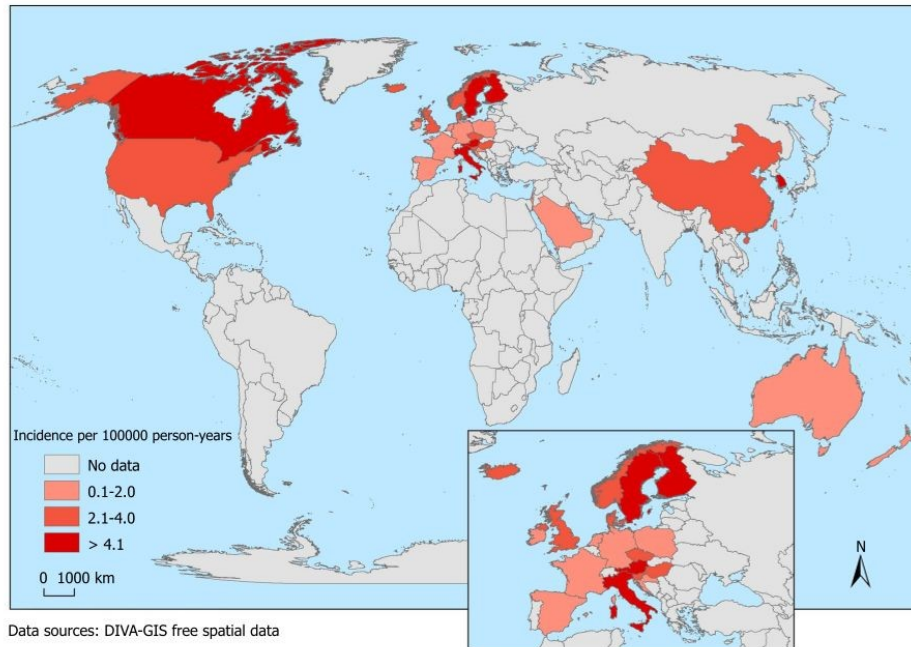 Incidence per 100000 person-years
No data
0.1-2.0
2.1-4.0
> 4.1
0 1000 km
N
Data sources: DIVA-GIS free spatial data